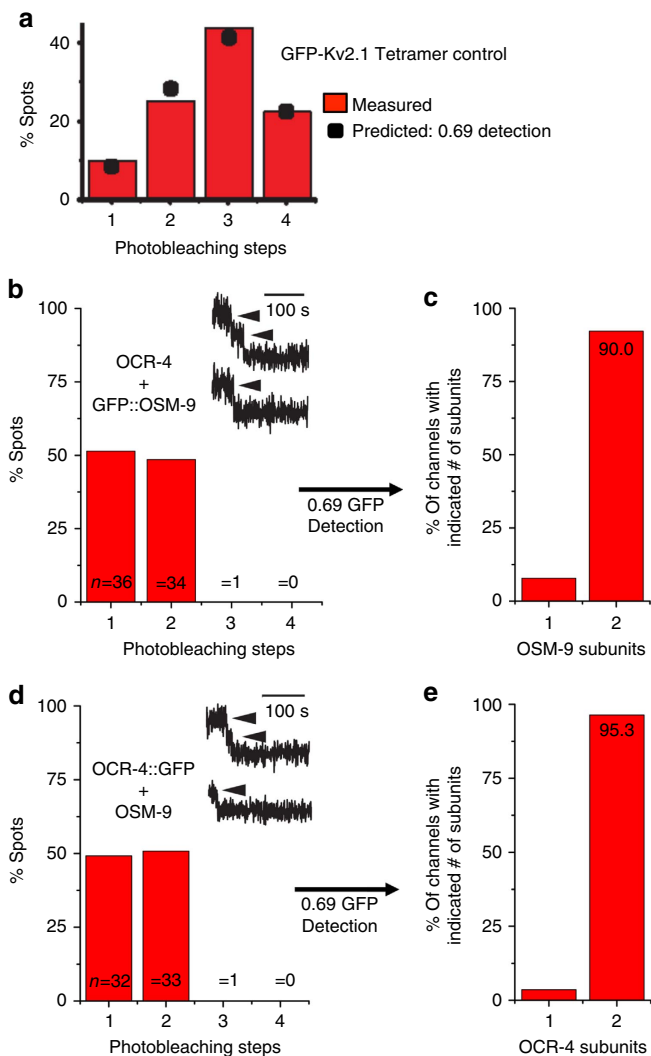 a
% Spots
40
20
0
1 2 3 4
Photobleaching steps
GFP-Kv2.1 Tetramer control
Measured
Predicted: 0.69 detection
b
% Spots
100
75
50
25
0
OCR-4
+
GFP::OSM-9
100 s
n=36 =34 =1 =0
1 2 3 4
Photobleaching steps
0.69 GFP
Detection
c
% Of channels with
indicated # of subunits
100
50
0
90.0
1 2
OSM-9 subunits
d
% Spots
100
75
50
25
0
OCR-4::GFP
+
OSM-9
100 s
n=32 =33 =1 =0
1 2 3 4
Photobleaching steps
0.69 GFP
Detection
e
% Of channels with
indicated # of subunits
100
50
0
95.3
1 2
OCR-4 subunits